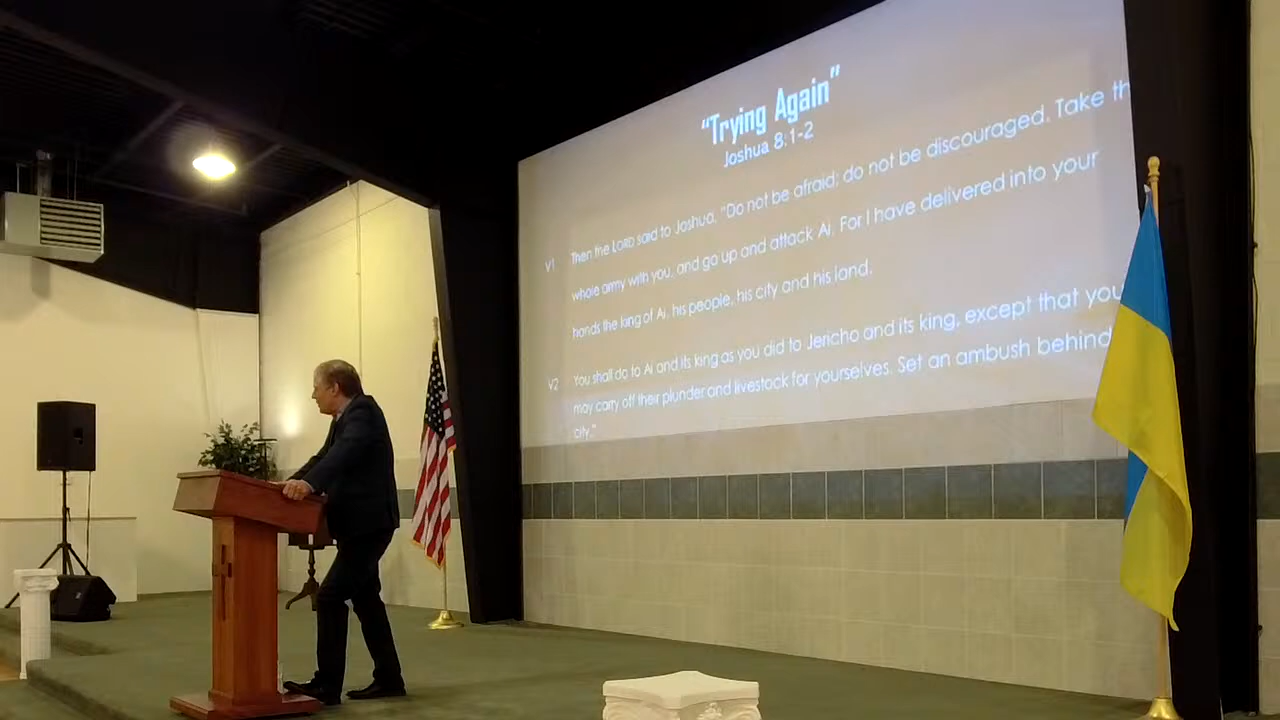 “Trying Again”
Joshua 8:1-2
V1 Then the LORD said to Joshua, “Do not be afraid; do not be discouraged. Take th
whole army with you, and go up and attack Ai. For I have delivered into your
hands the king of Ai, his people, his city and his land.
V2 You shall do to Ai and its king as you did to Jericho and its king, except that you
may carry off their plunder and livestock for yourselves. Set an ambush behind
city.”